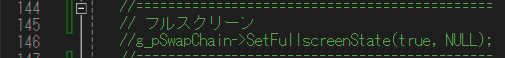 144 //==========================================
145 // フルスクリーン
146 //g_pSwapChain->SetFullscreenState(true, NULL);
147 //==========================================